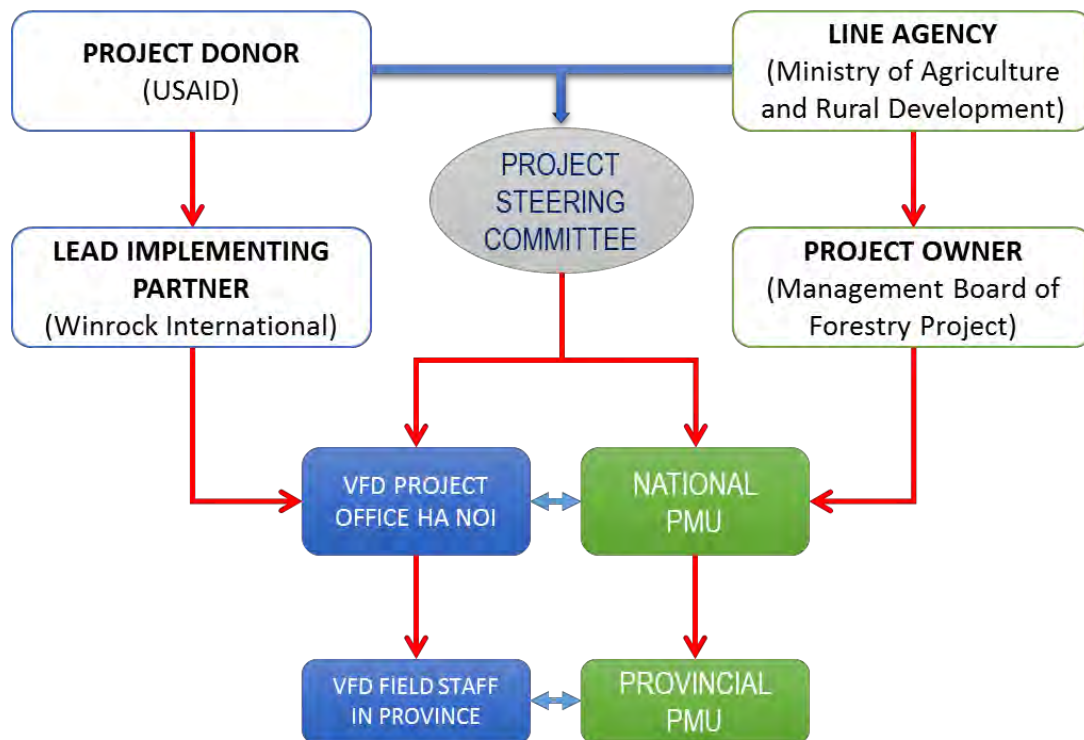 PROJECT DONOR
(USAID)
LINE AGENCY
(Ministry of Agriculture
and Rural Development)
PROJECT
STEERING
COMMITTEE
LEAD IMPLEMENTING
PARTNER
(Winrock International)
PROJECT OWNER
(Management Board of
Forestry Project)
VFD PROJECT
OFFICE HA NOI
NATIONAL
PMU
VFD FIELD STAFF
IN PROVINCE
PROVINCIAL
PMU